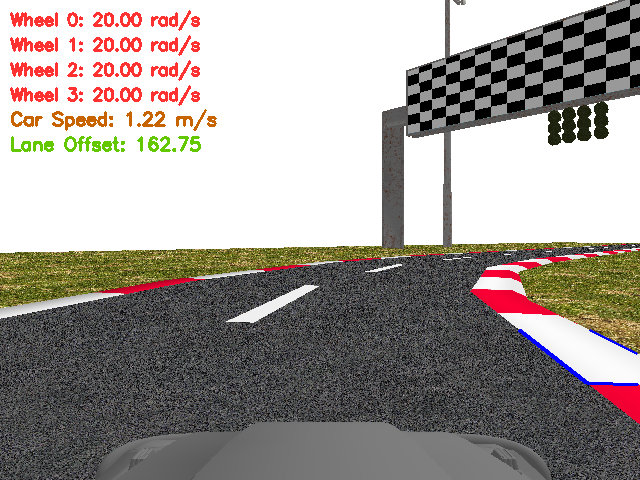 Wheel 0: 20.00 rad/s
Wheel 1: 20.00 rad/s
Wheel 2: 20.00 rad/s
Wheel 3: 20.00 rad/s
Car Speed: 1.22 m/s
Lane Offset: 162.75